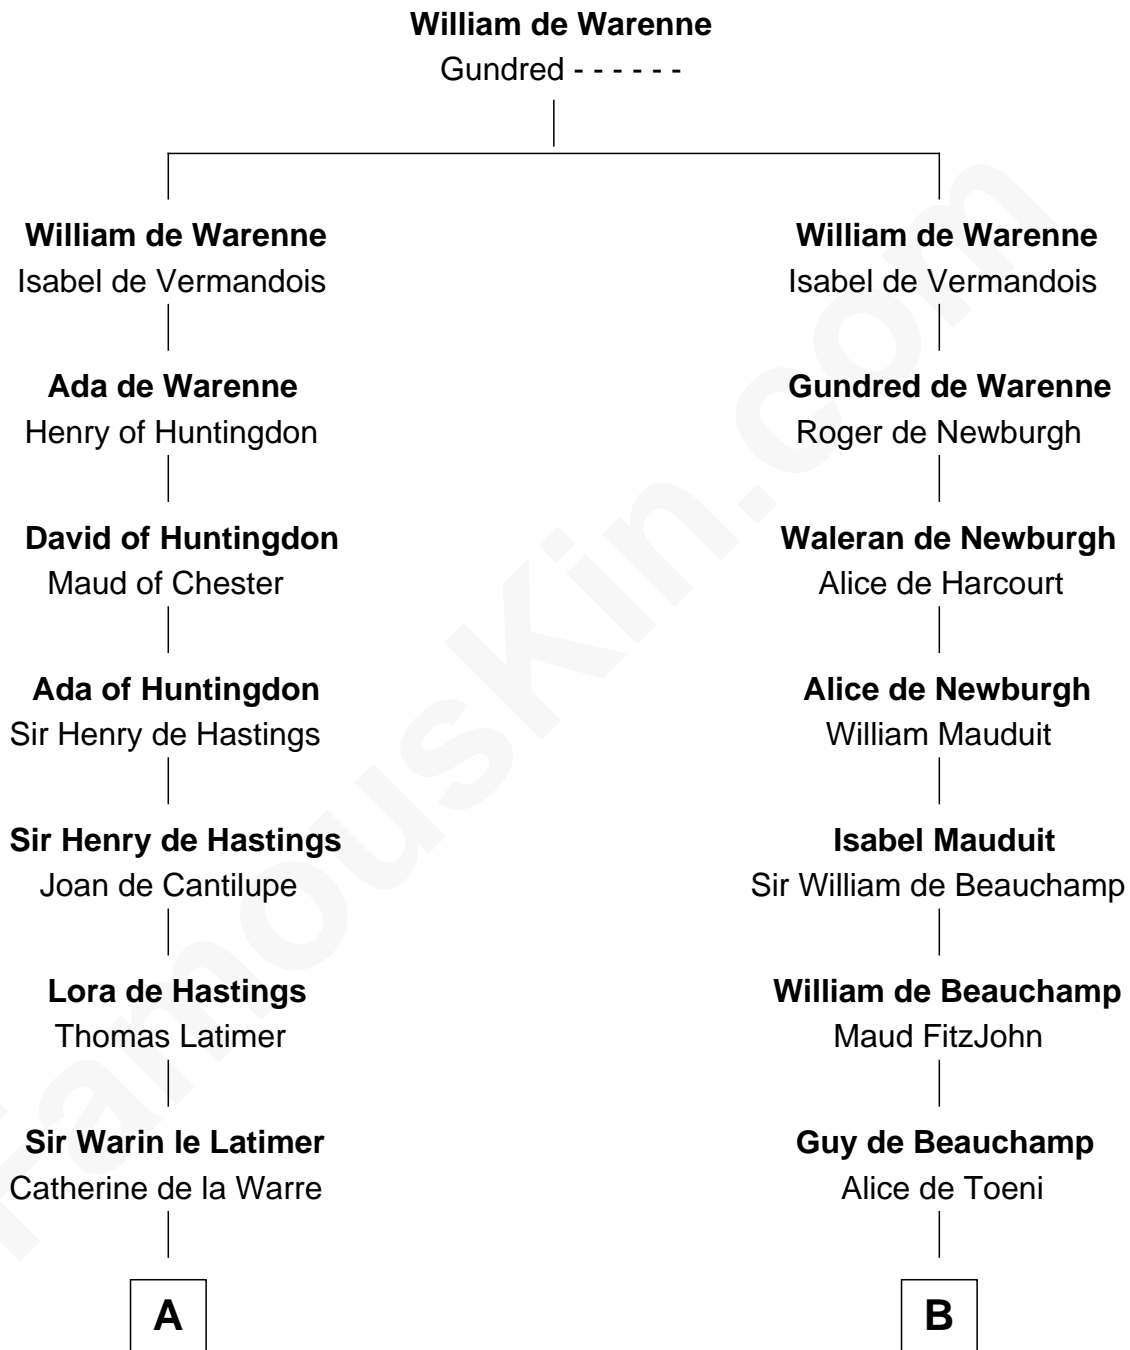 William de Warenne
Gundred - - - - - -
William de Warenne
Isabel de Vermandois
William de Warenne
Isabel de Vermandois
Ada de Warenne
Henry of Huntingdon
Gundred de Warenne
Roger de Newburgh
David of Huntingdon
Maud of Chester
Waleran de Newburgh
Alice de Harcourt
Ada of Huntingdon
Sir Henry de Hastings
Alice de Newburgh
William Mauduit
Sir Henry de Hastings
Joan de Cantilupe
Isabel Mauduit
Sir William de Beauchamp
Lora de Hastings
Thomas Latimer
William de Beauchamp
Maud FitzJohn
Sir Warin le Latimer
Catherine de la Warre
Guy de Beauchamp
Alice de Toeni
A
B
FamousKin.com